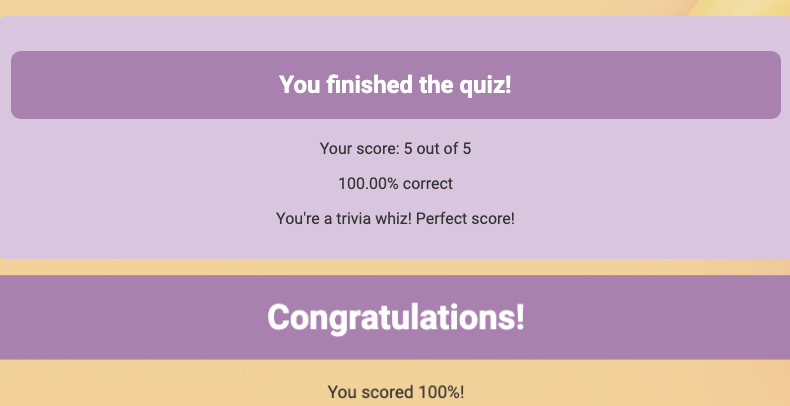 You finished the quiz!
Your score: 5 out of 5
100.00% correct
You're a trivia whiz! Perfect score!
Congratulations!
You scored 100%!